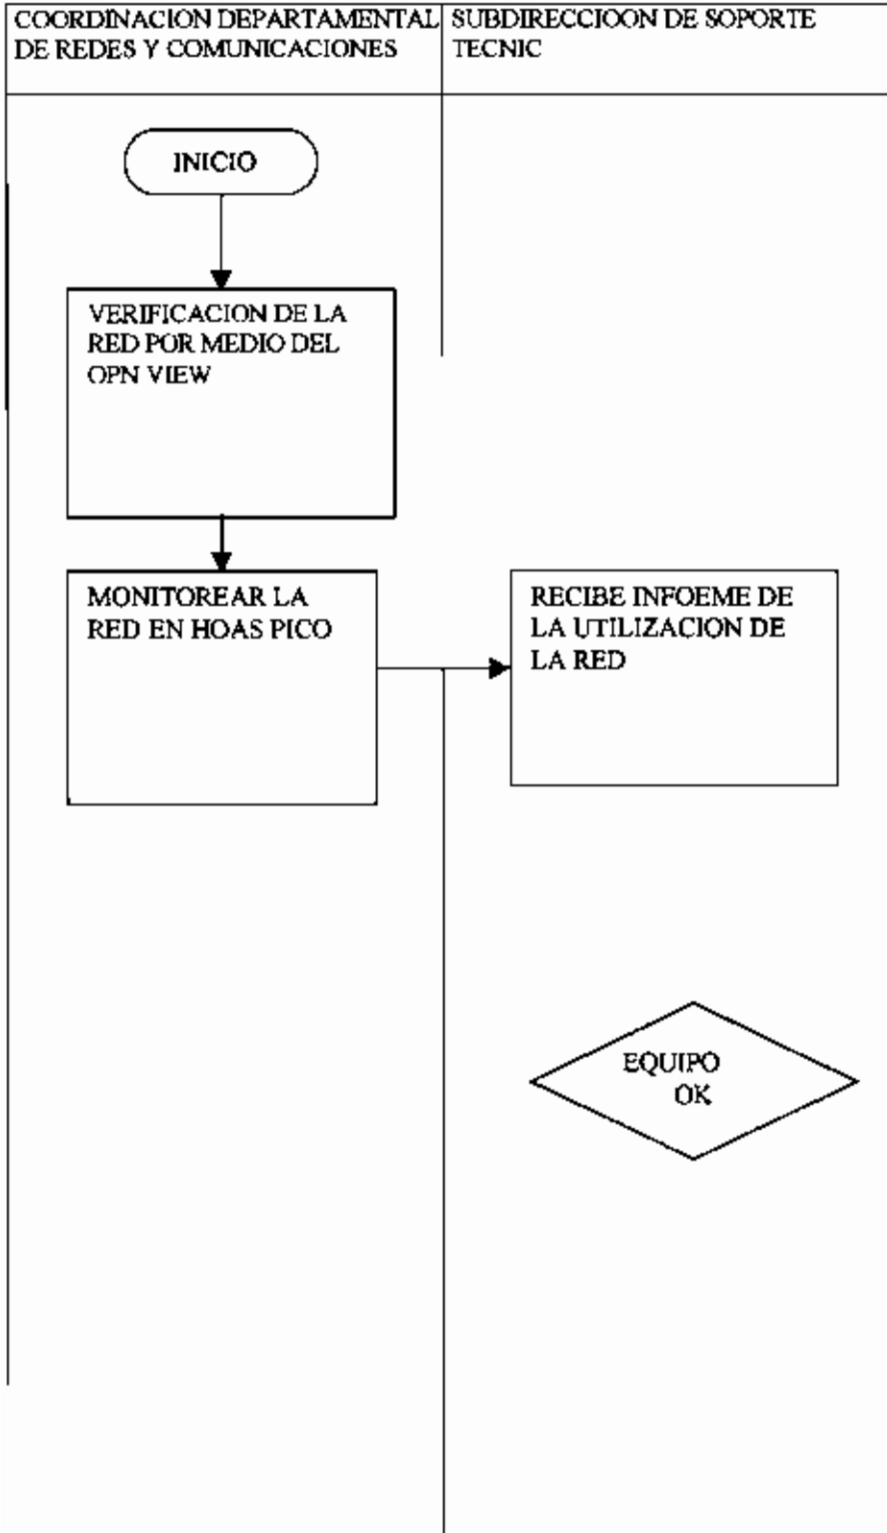 COORDINACION DEPARTAMENTAL
DE REDES Y COMUNICACIONES
SUBDIRECCIOON DE SOPORTE
TECNIC
INICIO
VERIFICACION DE LA
RED POR MEDIO DEL
OPN VIEW
MONITOREAR LA
RED EN HOAS PICO
RECIBE INFOEME DE
LA UTILIZACION DE
LA RED
EQUIPO
OK